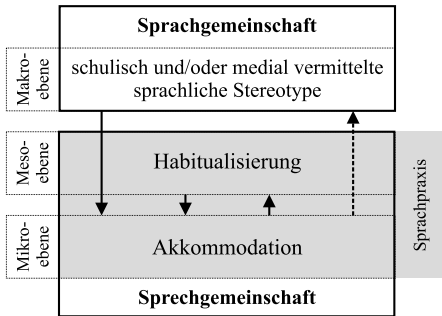 Sprachgemeinschaft
Makro-
ebene
schulisch und/oder medial vermittelte
sprachliche Stereotype
Meso-
ebene
Habitualisierung
Sprachpraxis
Mikro-
ebene
Akkommodation
Sprechgemeinschaft